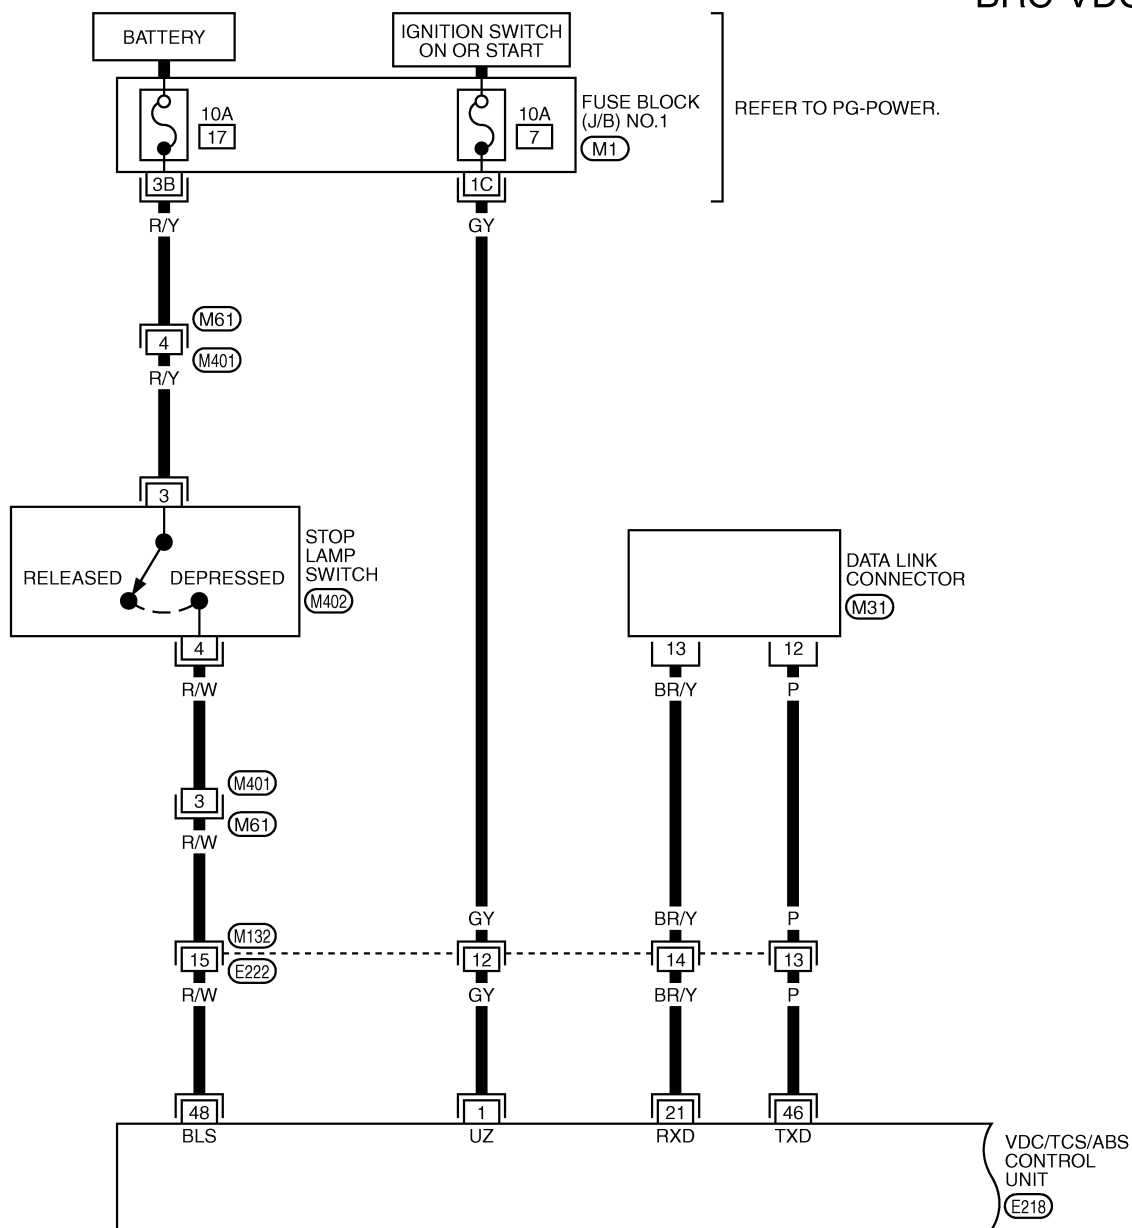 BATTERY
IGNITION SWITCH
ON OR START
10A
17
10A
7
FUSE BLOCK
(J/B) NO.1
M1
REFER TO PG-POWER.
3B
1C
R/Y
GY
M61
4
M401
R/Y
3
STOP
LAMP
SWITCH
M402
RELEASED
DEPRESSED
DATA LINK
CONNECTOR
M31
4
13
12
R/W
BR/Y
P
M401
3
M61
R/W
GY
BR/Y
P
M132
15
12
14
13
E222
R/W
GY
BR/Y
P
48
1
21
46
BLS
UZ
RXD
TXD
VDC/TCS/ABS
CONTROL
UNIT
E218